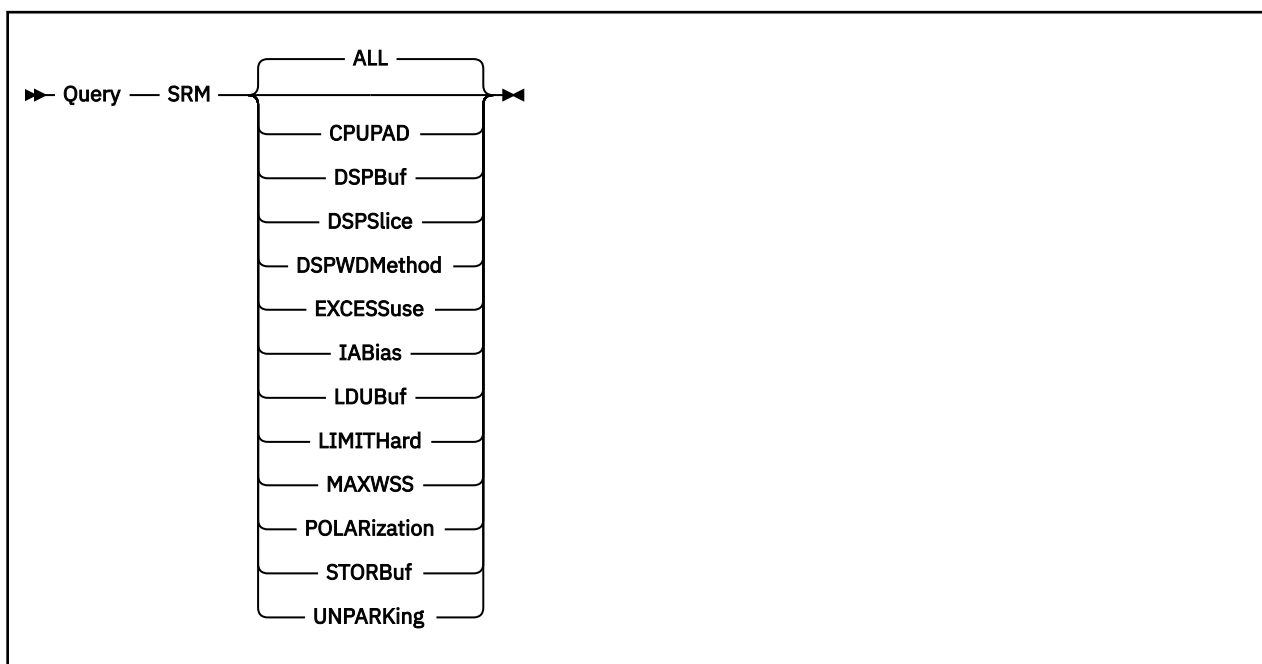 ALL
Query SRM
CPUPAD
DSPBuf
DSPSlice
DSPWDMethod
EXCESSuse
IABias
LDUBuf
LIMITHard
MAXWSS
POLARization
STORBuf
UNPARKing